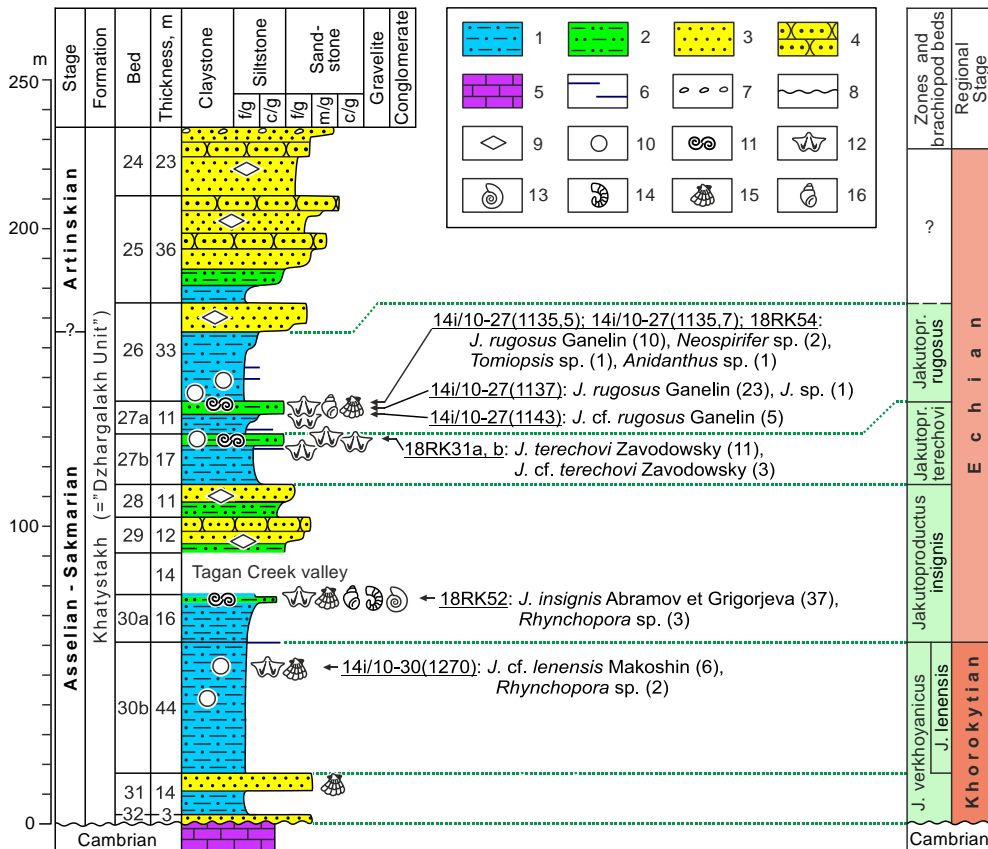 m
250
200
100
0
Stage
Formation
Bed
Thickness, m
Claystone
Siltstone
f/g
c/g
Sand-
stone
f/g
m/g
c/g
Gravelite
Conglomerate
1
2
3
4
5
6
7
8
9
10
11
12
13
14
15
16
Zones and
brachiopod beds
Regional
Stage
Artinskian
?
Asselian - Sakmarian
Khatystakh (="Dzhargalakh Unit")
24 23
25 36
26 33
27a 11
27b 17
28 11
29 12
14 Tagan Creek valley
30a 16
30b 44
31 14
32 3
Cambrian
14i/10-27(1135,5); 14i/10-27(1135,7); 18RK54:
J. rugosus Ganelin (10), Neospirifer sp. (2),
Tomiopsis sp. (1), Anidanthus sp. (1)
14i/10-27(1137): J. rugosus Ganelin (23), J. sp. (1)
14i/10-27(1143): J. cf. rugosus Ganelin (5)
18RK31a, b: J. terechovi Zavodowsky (11),
J. cf. terechovi Zavodowsky (3)
18RK52: J. insignis Abramov et Grigorjeva (37),
Rhynchopora sp. (3)
14i/10-30(1270): J. cf. lenensis Makoshin (6),
Rhynchopora sp. (2)
?
Jakutopr.
rugosus
Jakutopr.
terechovi
Jakutoproductus
insignis
J. verkhoyanicus
J. lenensis
Echian
Khorokytian
Cambrian